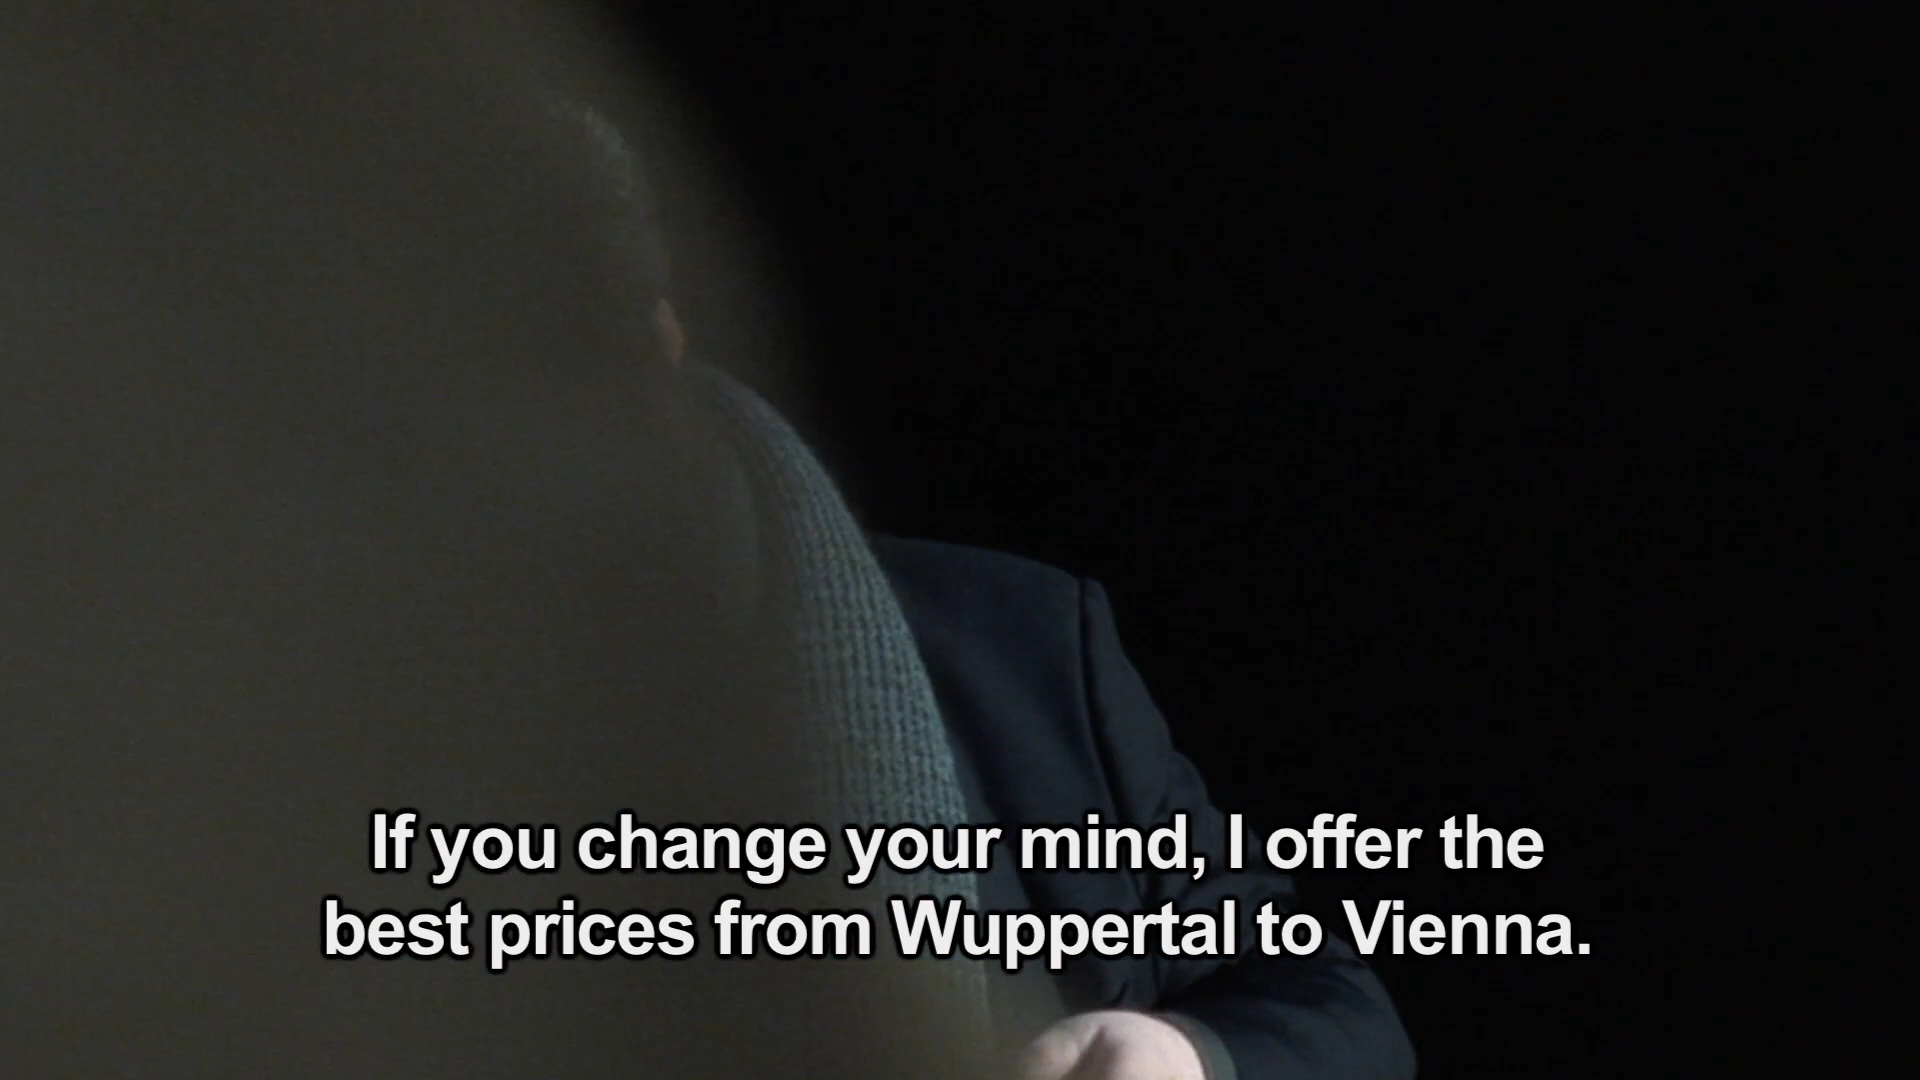 If you change your mind, I offer the
best prices from Wuppertal to Vienna.